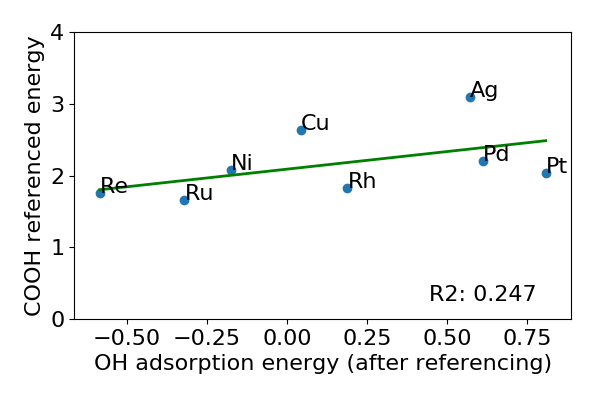 4
3
2
1
0
COOH referenced energy
Ag
Cu
Ni
Pd
Pt
Re
Ru
Rh
R2: 0.247
−0.50
−0.25
0.00
0.25
0.50
0.75
OH adsorption energy (after referencing)